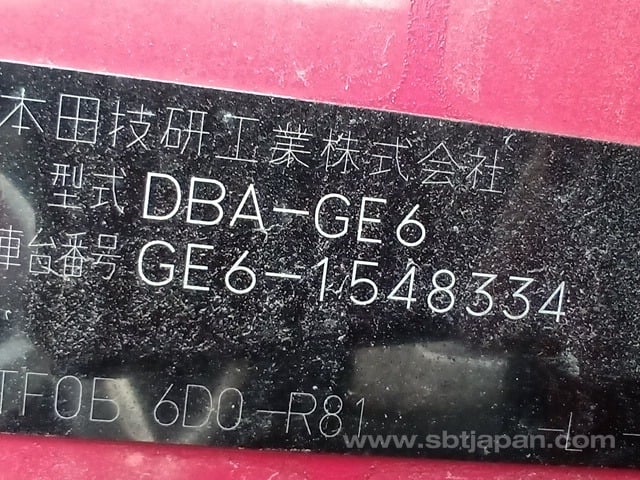 本田技研工業株式会社
型式 DBA-GE6
車台番号 GE6-1548334
TF0B 6D0-R81 -L-
www.sbtjapan.com